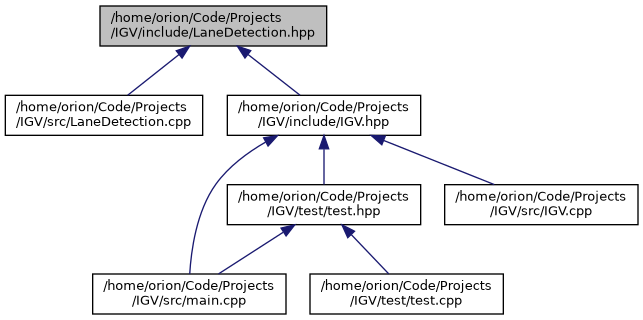 /home/orion/Code/Projects
/IGV/include/LaneDetection.hpp
/home/orion/Code/Projects
/IGV/src/LaneDetection.cpp
/home/orion/Code/Projects
/IGV/include/IGV.hpp
/home/orion/Code/Projects
/IGV/test/test.hpp
/home/orion/Code/Projects
/IGV/src/IGV.cpp
/home/orion/Code/Projects
/IGV/src/main.cpp
/home/orion/Code/Projects
/IGV/test/test.cpp